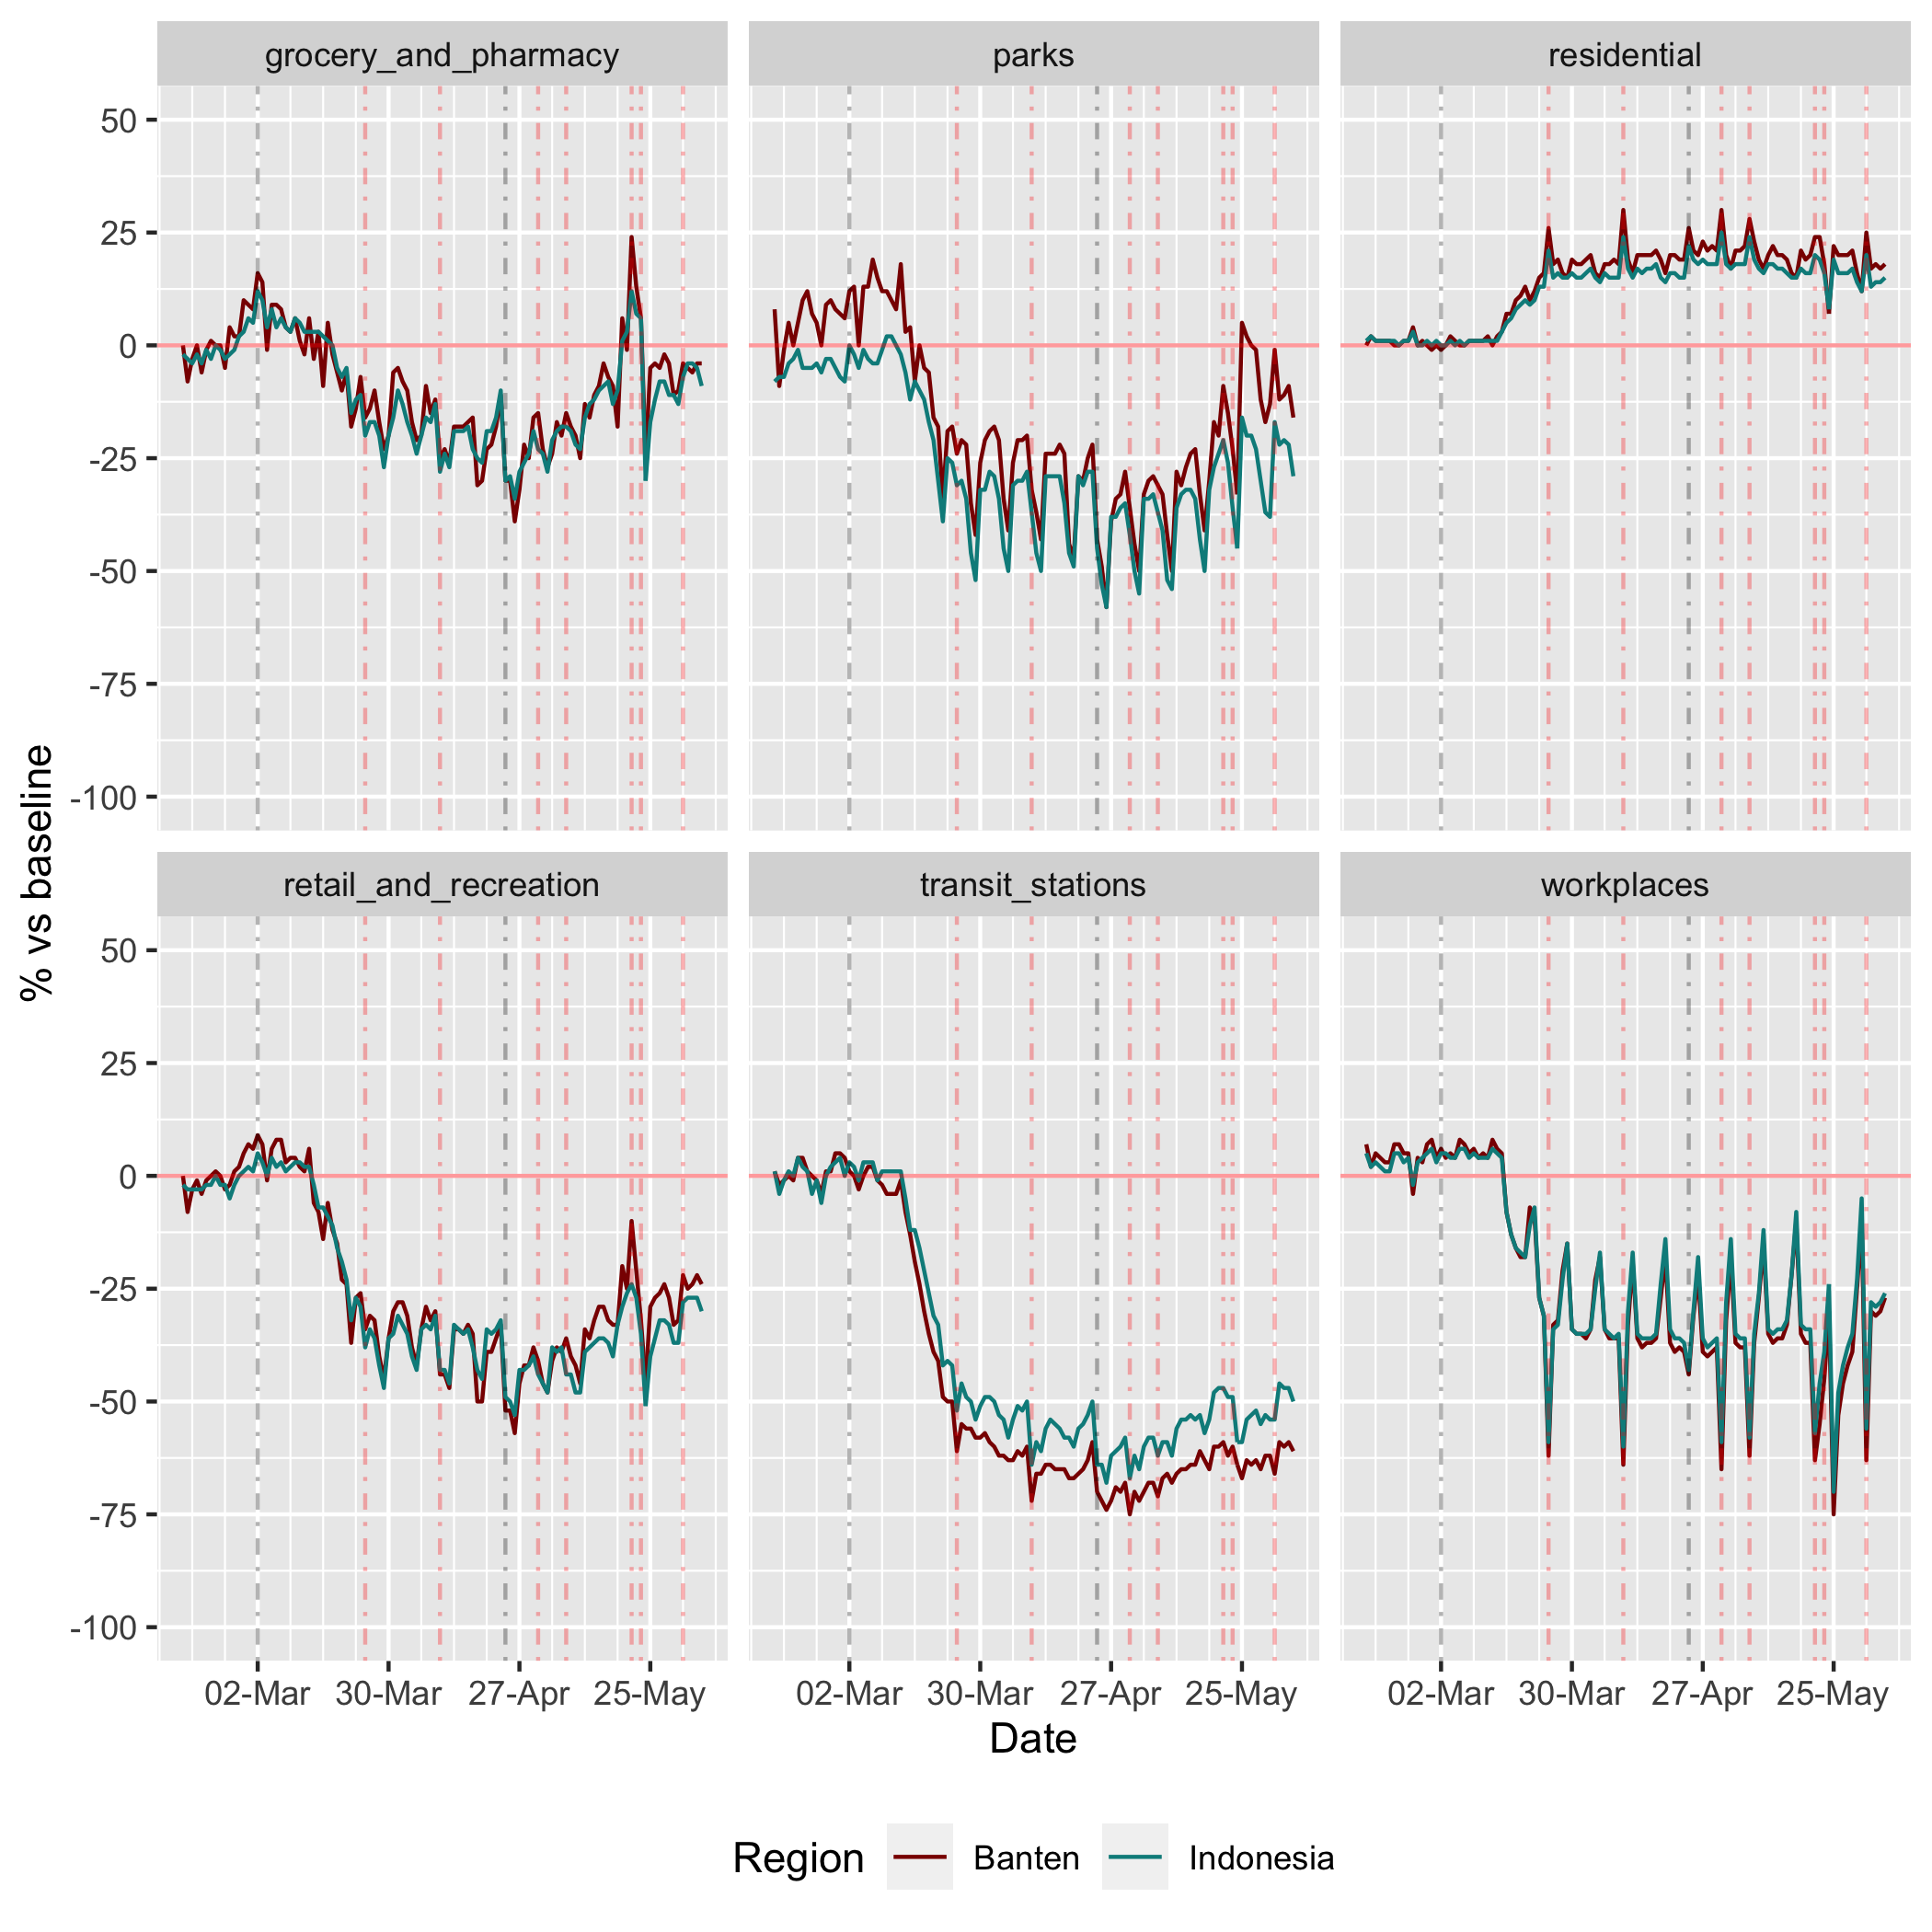 grocery_and_pharmacy parks residential
50
25
0
-25
-50
-75
-100
% vs baseline
retail_and_recreation transit_stations workplaces
50
25
0
-25
-50
-75
-100
02-Mar 30-Mar 27-Apr 25-May 02-Mar 30-Mar 27-Apr 25-May 02-Mar 30-Mar 27-Apr 25-May
Date
Region Banten Indonesia